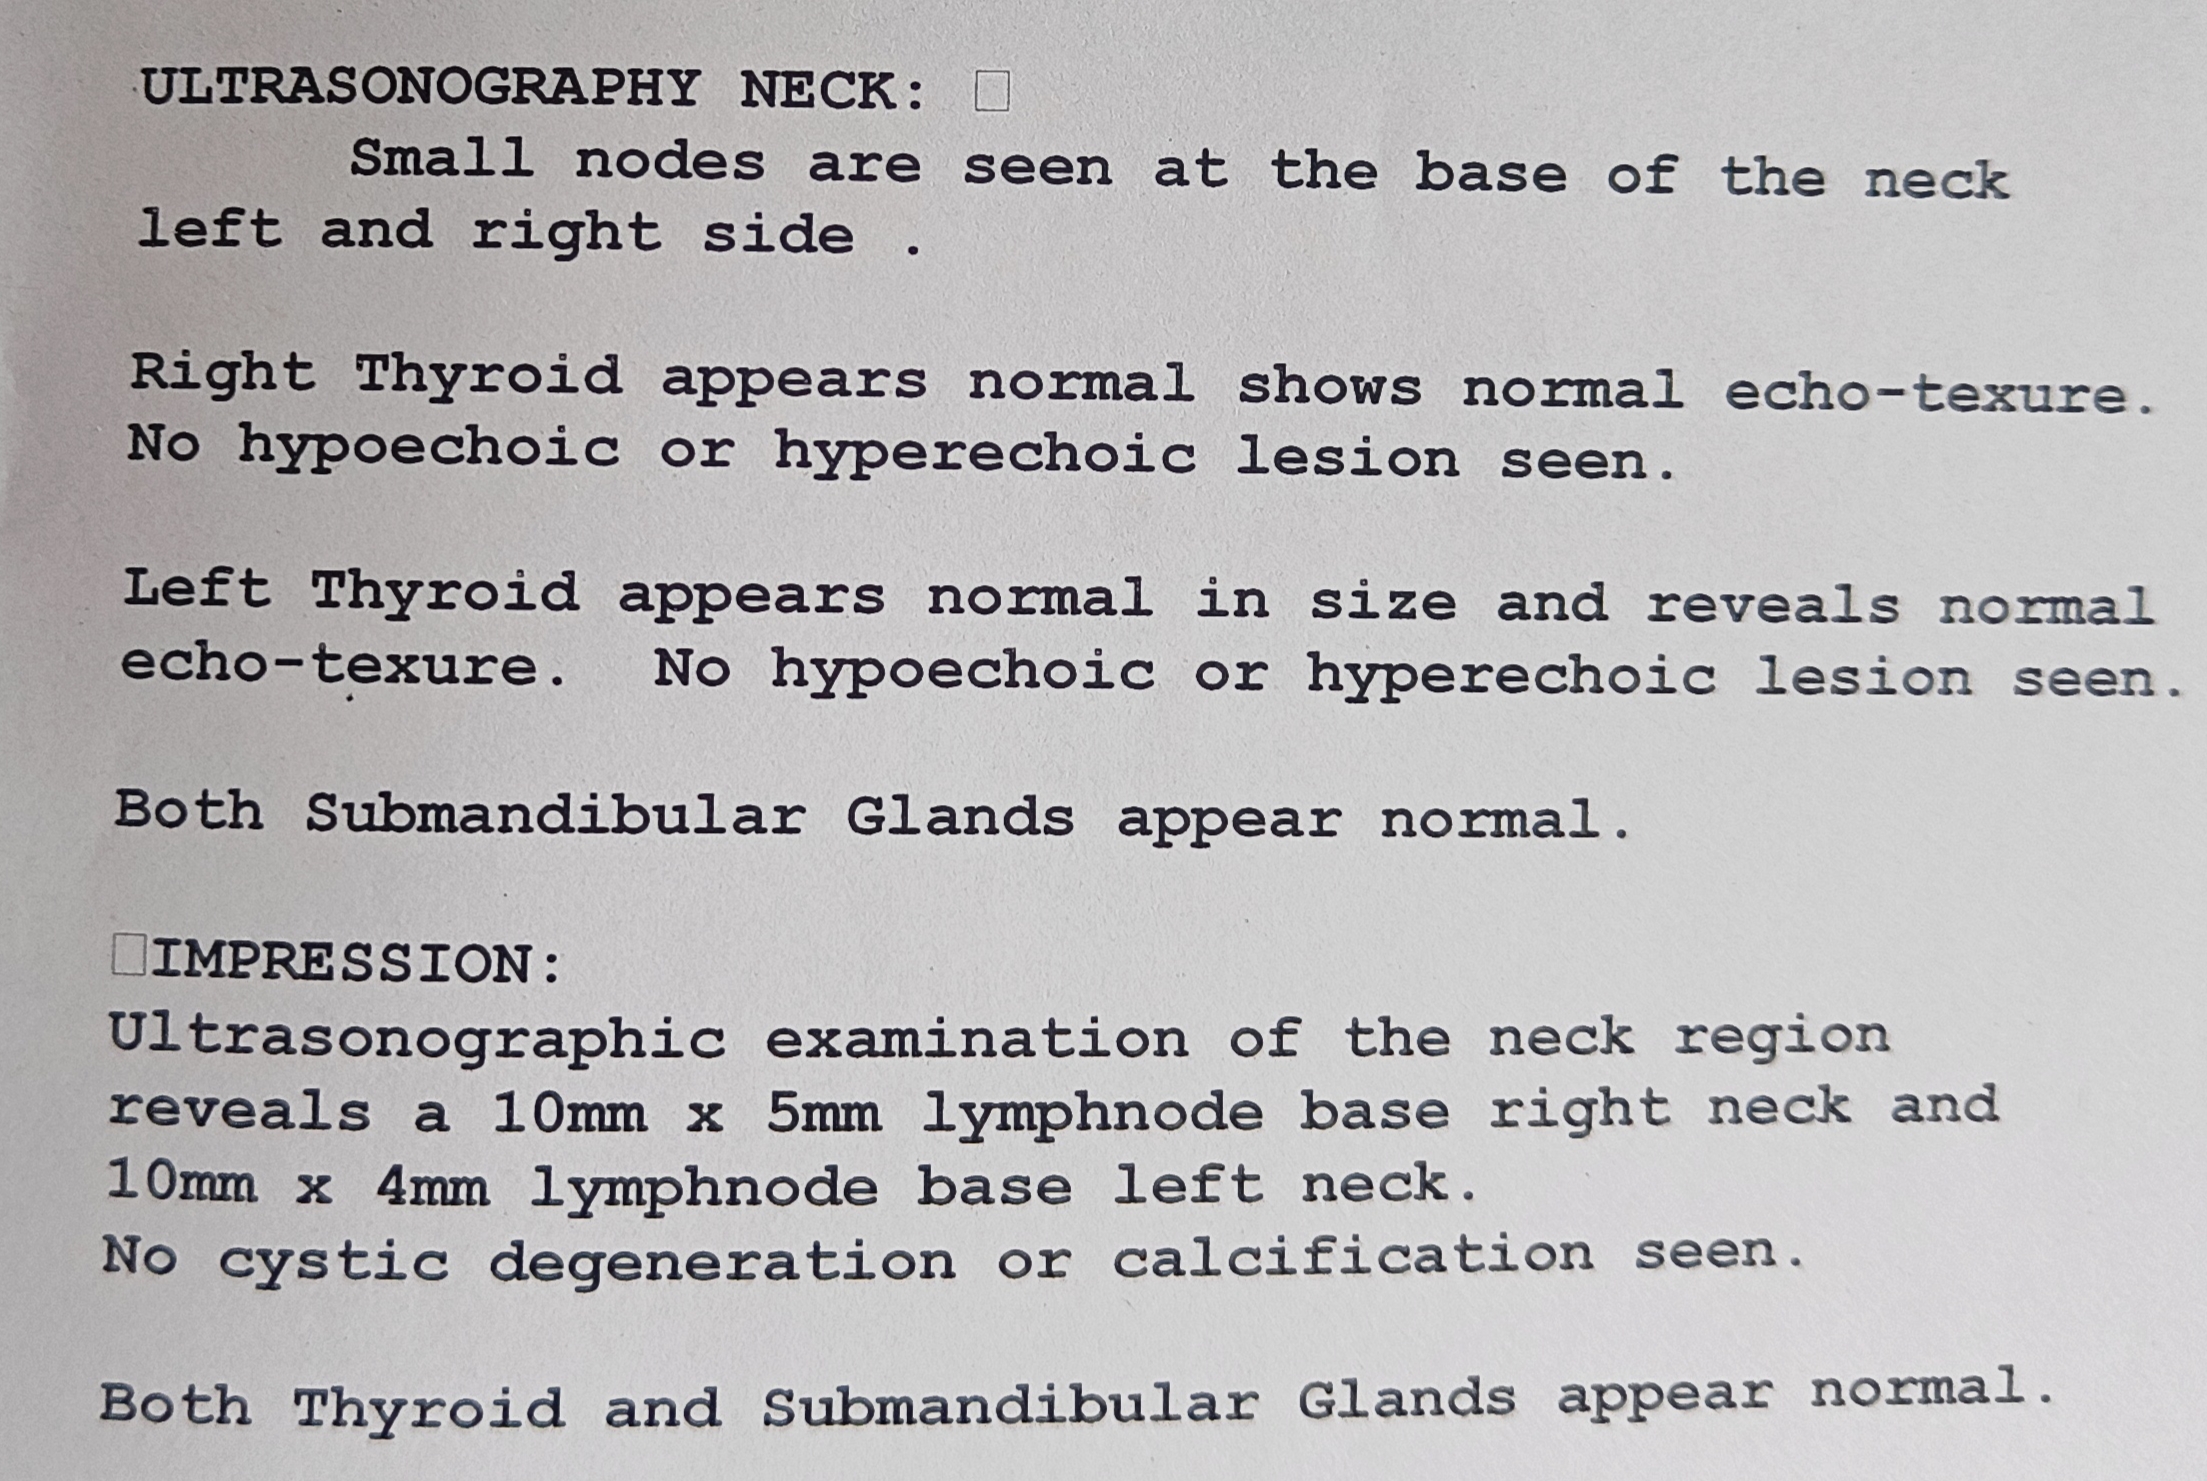 ULTRASONOGRAPHY NECK: □
Small nodes are seen at the base of the neck
left and right side .
Right Thyroid appears normal shows normal echo-texure.
No hypoechoic or hyperechoic lesion seen.
Left Thyroid appears normal in size and reveals normal
echo-texure. No hypoechoic or hyperechoic lesion seen.
Both Submandibular Glands appear normal.
□IMPRESSION:
Ultrasonographic examination of the neck region
reveals a 10mm x 5mm lymphnode base right neck and
10mm x 4mm lymphnode base left neck.
No cystic degeneration or calcification seen.
Both Thyroid and Submandibular Glands appear normal.